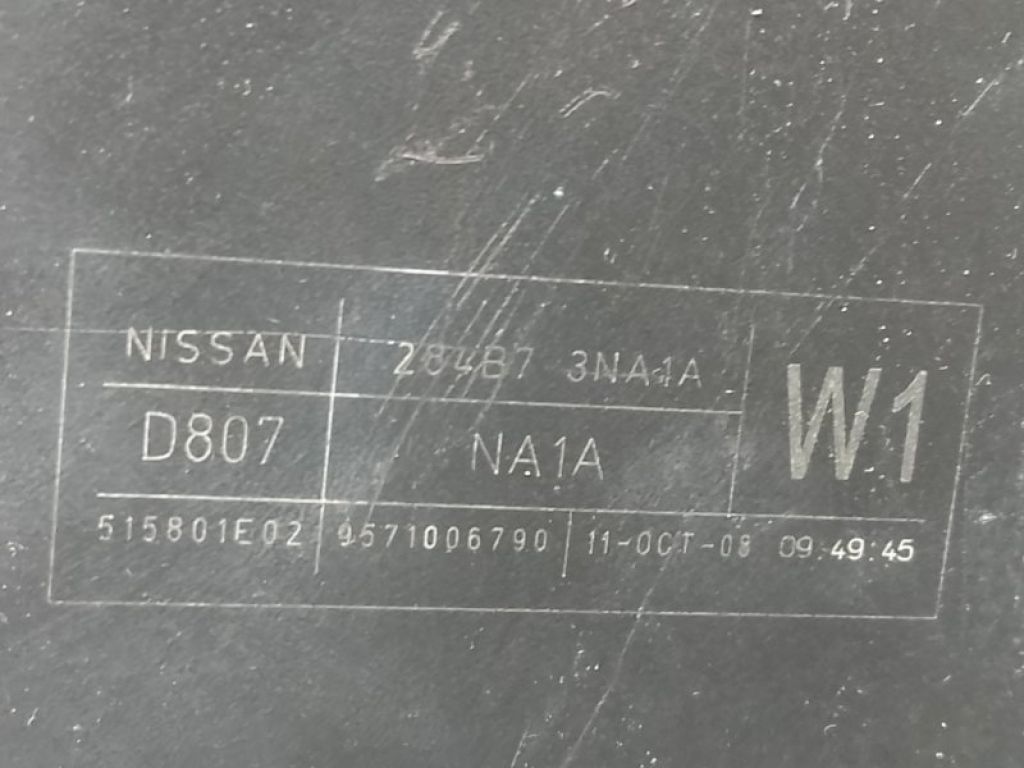 NISSAN 284B7 3NA1A W1
D807 NA1A
515801E02 9571006790 11-OCT-08 09:49:45